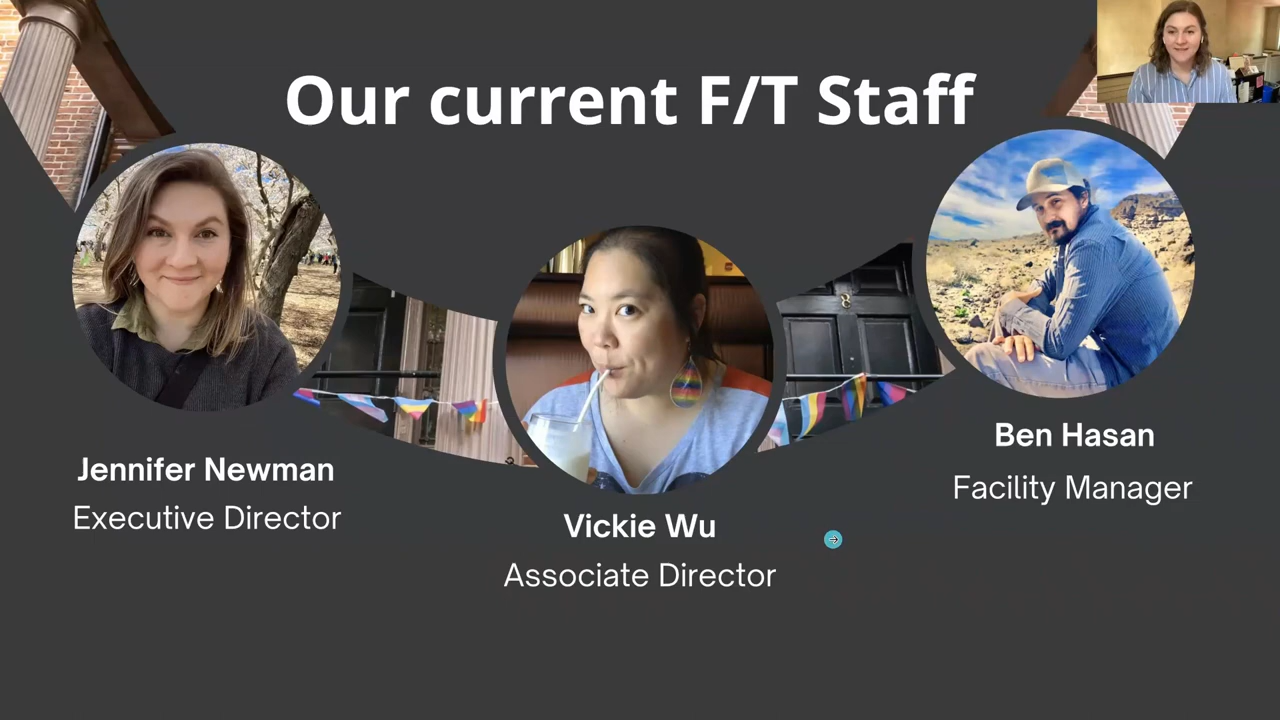 Our current F/T Staff
Jennifer Newman
Executive Director
Vickie Wu
Associate Director
Ben Hasan
Facility Manager